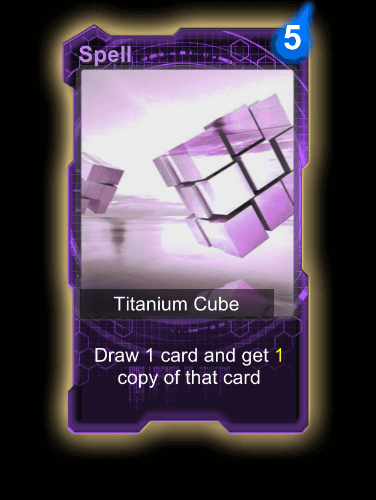 5
Spell
Titanium Cube
Draw 1 card and get 1
copy of that card